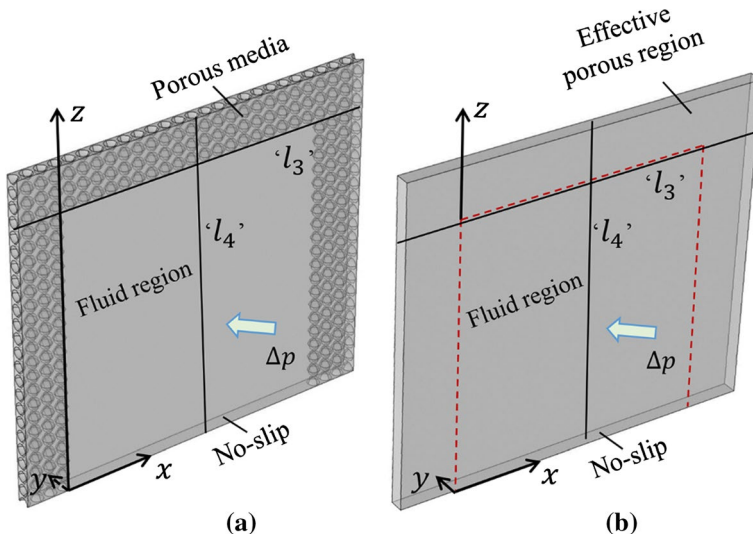 Porous media
z
‘l₃’
‘l₄’
Fluid region
Δp
No-slip
y
x
(a)
Effective
porous region
z
‘l₃’
‘l₄’
Fluid region
Δp
No-slip
y
x
(b)